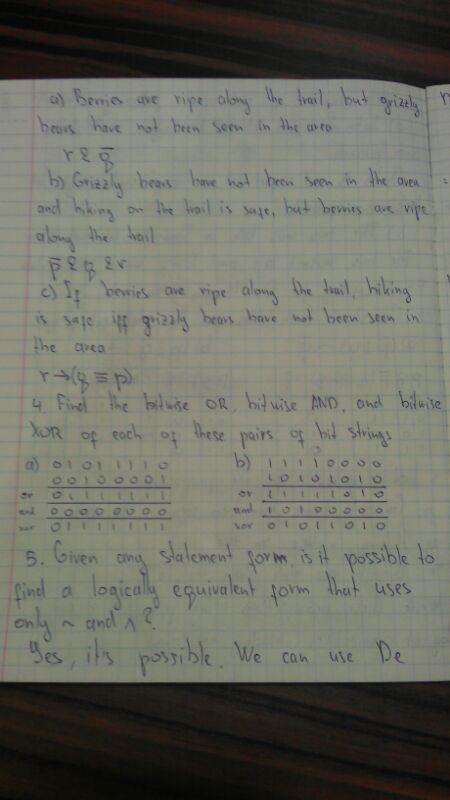 a) Berries are ripe along the trail, but grizzly
bears have not been seen in the area
r & q̅
b) Grizzly bears have not been seen in the area
and hiking on the trail is safe, but berries are ripe
along the trail
p̅ & q & r
c) If berries are ripe along the trail, hiking
is safe iff grizzly bears have not been seen in
the area
r → (q ≡ p)
4. Find the bitwise OR, bitwise AND, and bitwise
XOR of each of these pairs of bit strings
a) 0 1 0 1 1 1 1 0
0 0 1 0 0 0 0 1
or 0 1 1 1 1 1 1 1
and 0 0 0 0 0 0 0 0
xor 0 1 1 1 1 1 1 1
b) 1 1 1 1 0 0 0 0
1 0 1 0 1 0 1 0
or 1 1 1 1 1 0 1 0
and 1 0 1 0 0 0 0 0
xor 0 1 0 1 1 0 1 0
5. Given any statement form, is it possible to
find a logically equivalent form that uses
only ~ and ∧?
Yes, it's possible. We can use De